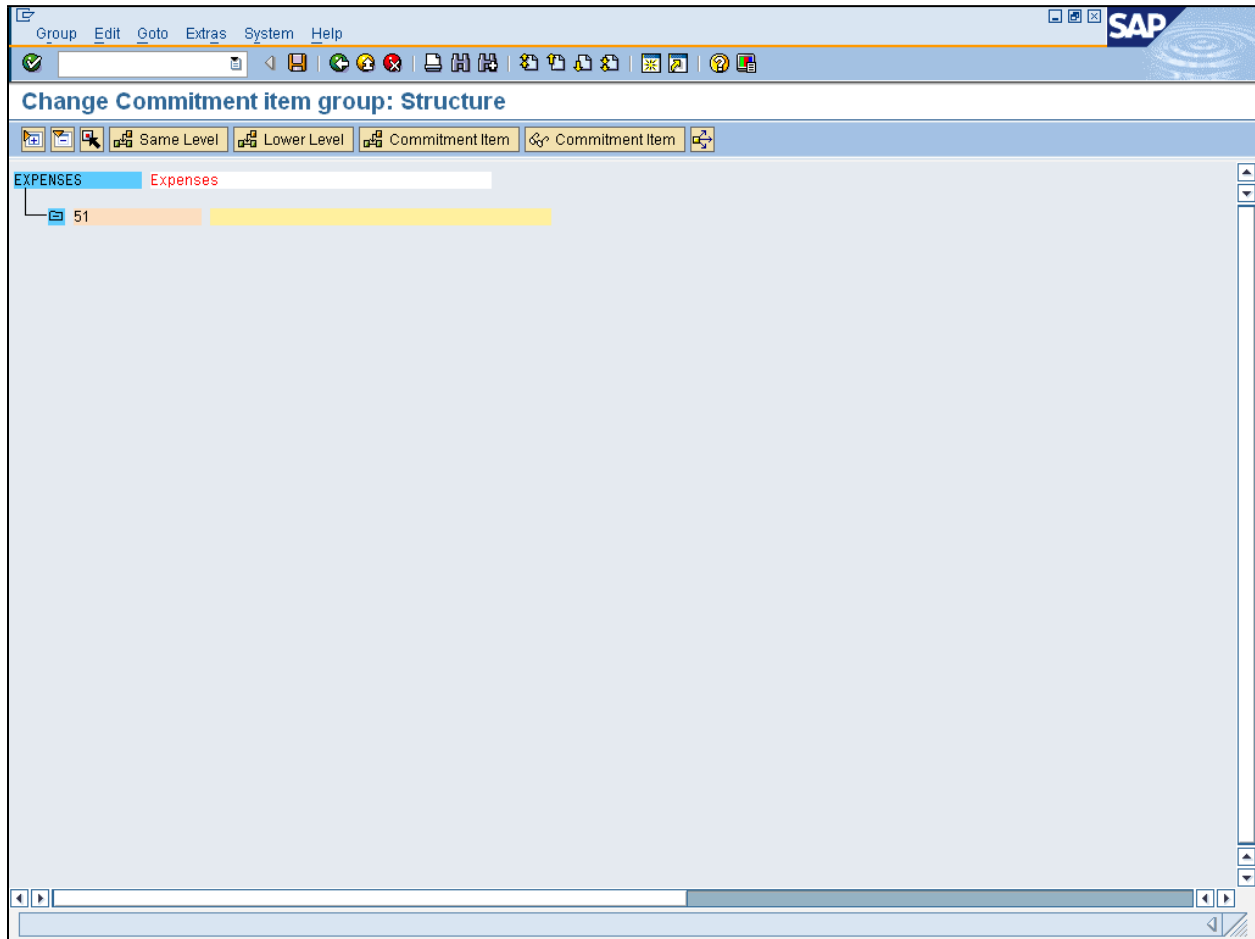 Group Edit Goto Extras System Help
SAP
Change Commitment item group: Structure
Same Level Lower Level Commitment Item Commitment Item
EXPENSES Expenses
51